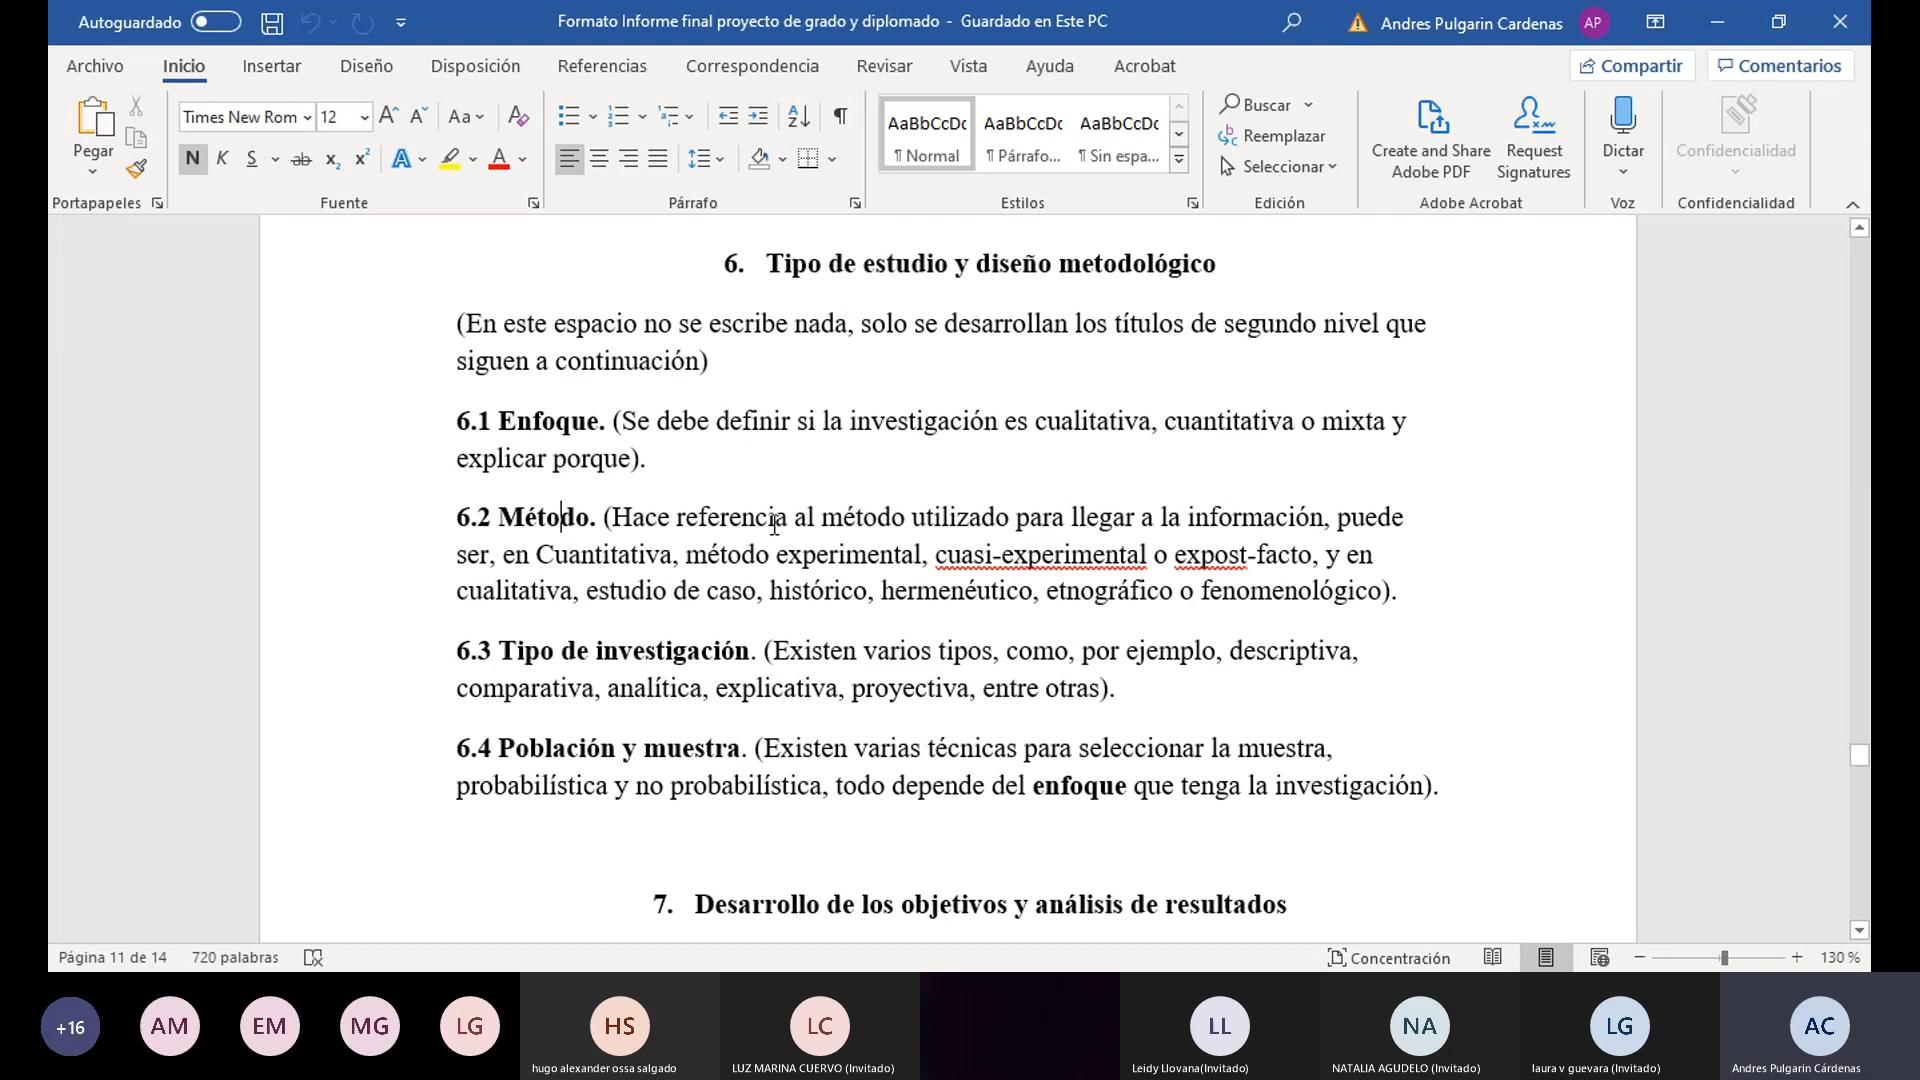 Autoguardado
Formato Informe final proyecto de grado y diplomado - Guardado en Este PC
Andres Pulgarin Cardenas
AP
Archivo Inicio Insertar Diseño Disposición Referencias Correspondencia Revisar Vista Ayuda Acrobat
Compartir Comentarios
Pegar
Portapapeles
Times New Rom 12
Aa
N K S ab x₂ x² A A
Fuente
Párrafo
AaBbCcDc AaBbCcDc AaBbCcDc
¶ Normal ¶ Párrafo... ¶ Sin espa...
Estilos
Buscar
Reemplazar
Seleccionar
Edición
Create and Share
Adobe PDF
Request
Signatures
Adobe Acrobat
Dictar
Voz
Confidencialidad
Confidencialidad
6. Tipo de estudio y diseño metodológico
(En este espacio no se escribe nada, solo se desarrollan los títulos de segundo nivel que
siguen a continuación)
6.1 Enfoque. (Se debe definir si la investigación es cualitativa, cuantitativa o mixta y
explicar porque).
6.2 Método. (Hace referencia al método utilizado para llegar a la información, puede
ser, en Cuantitativa, método experimental, cuasi-experimental o expost-facto, y en
cualitativa, estudio de caso, histórico, hermenéutico, etnográfico o fenomenológico).
6.3 Tipo de investigación. (Existen varios tipos, como, por ejemplo, descriptiva,
comparativa, analítica, explicativa, proyectiva, entre otras).
6.4 Población y muestra. (Existen varias técnicas para seleccionar la muestra,
probabilística y no probabilística, todo depende del enfoque que tenga la investigación).
7. Desarrollo de los objetivos y análisis de resultados
Página 11 de 14 720 palabras
Concentración
130 %
+16 AM EM MG LG HS LC LL NA LG AC
hugo alexander ossa salgado
LUZ MARINA CUERVO (Invitado)
Leidy Llovana(Invitado)
NATALIA AGUDELO (Invitado)
laura v guevara (Invitado)
Andres Pulgarin Cárdenas